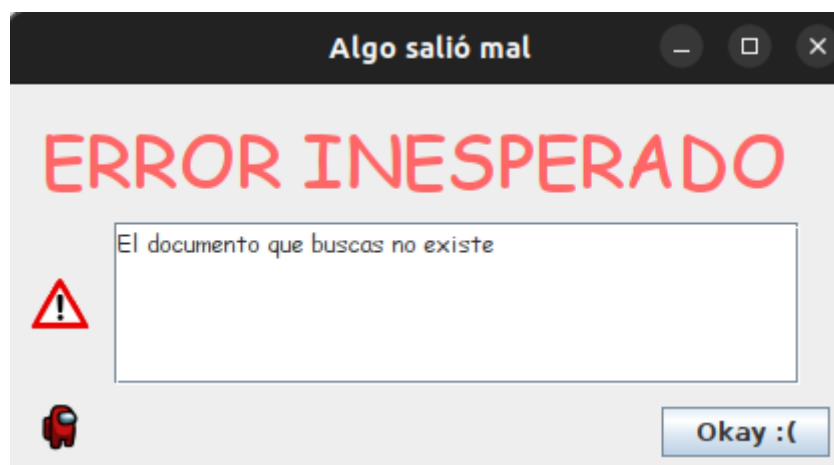 Algo salió mal
ERROR INESPERADO
El documento que buscas no existe
Okay :(